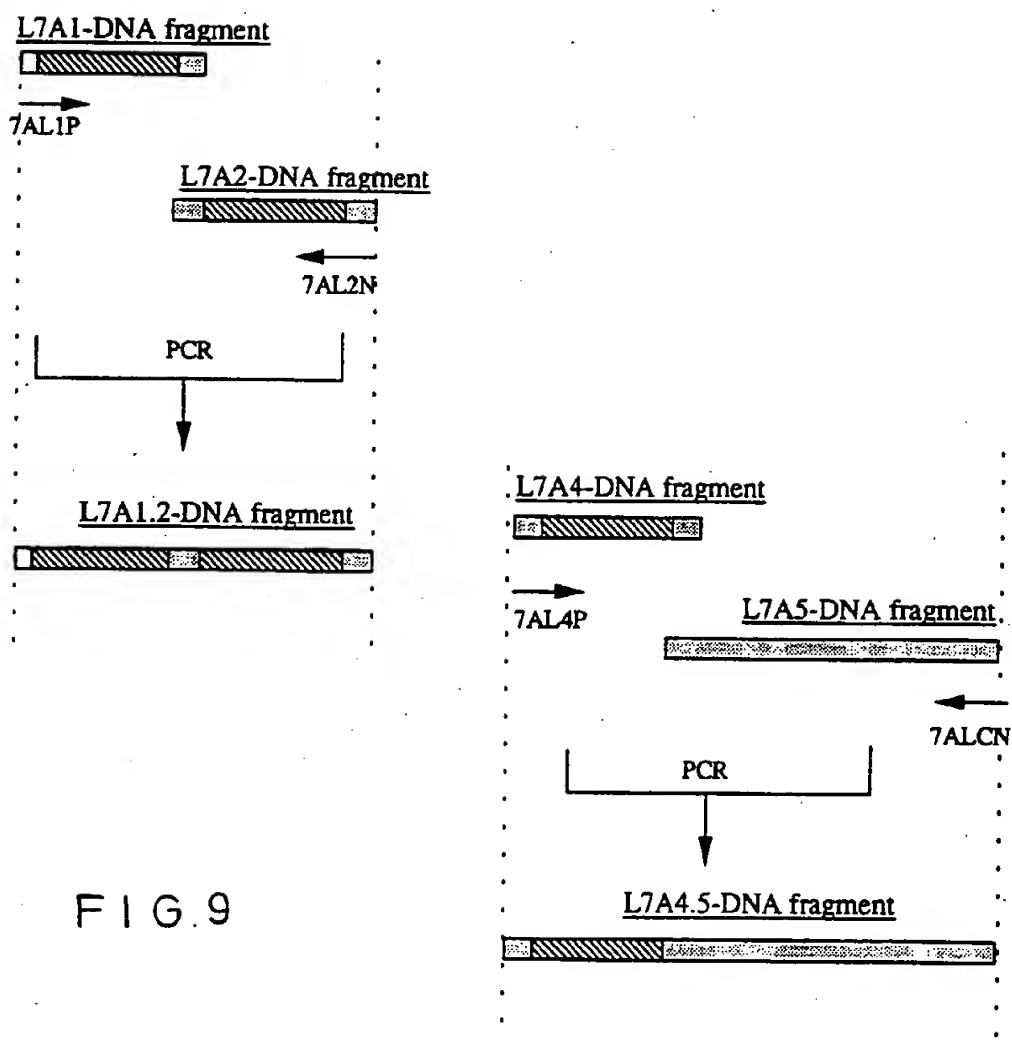 L7A1-DNA fragment
7AL1P
L7A2-DNA fragment
7AL2N
PCR
L7A1.2-DNA fragment
L7A4-DNA fragment
7AL4P
L7A5-DNA fragment
7ALCN
PCR
L7A4.5-DNA fragment
FIG.9